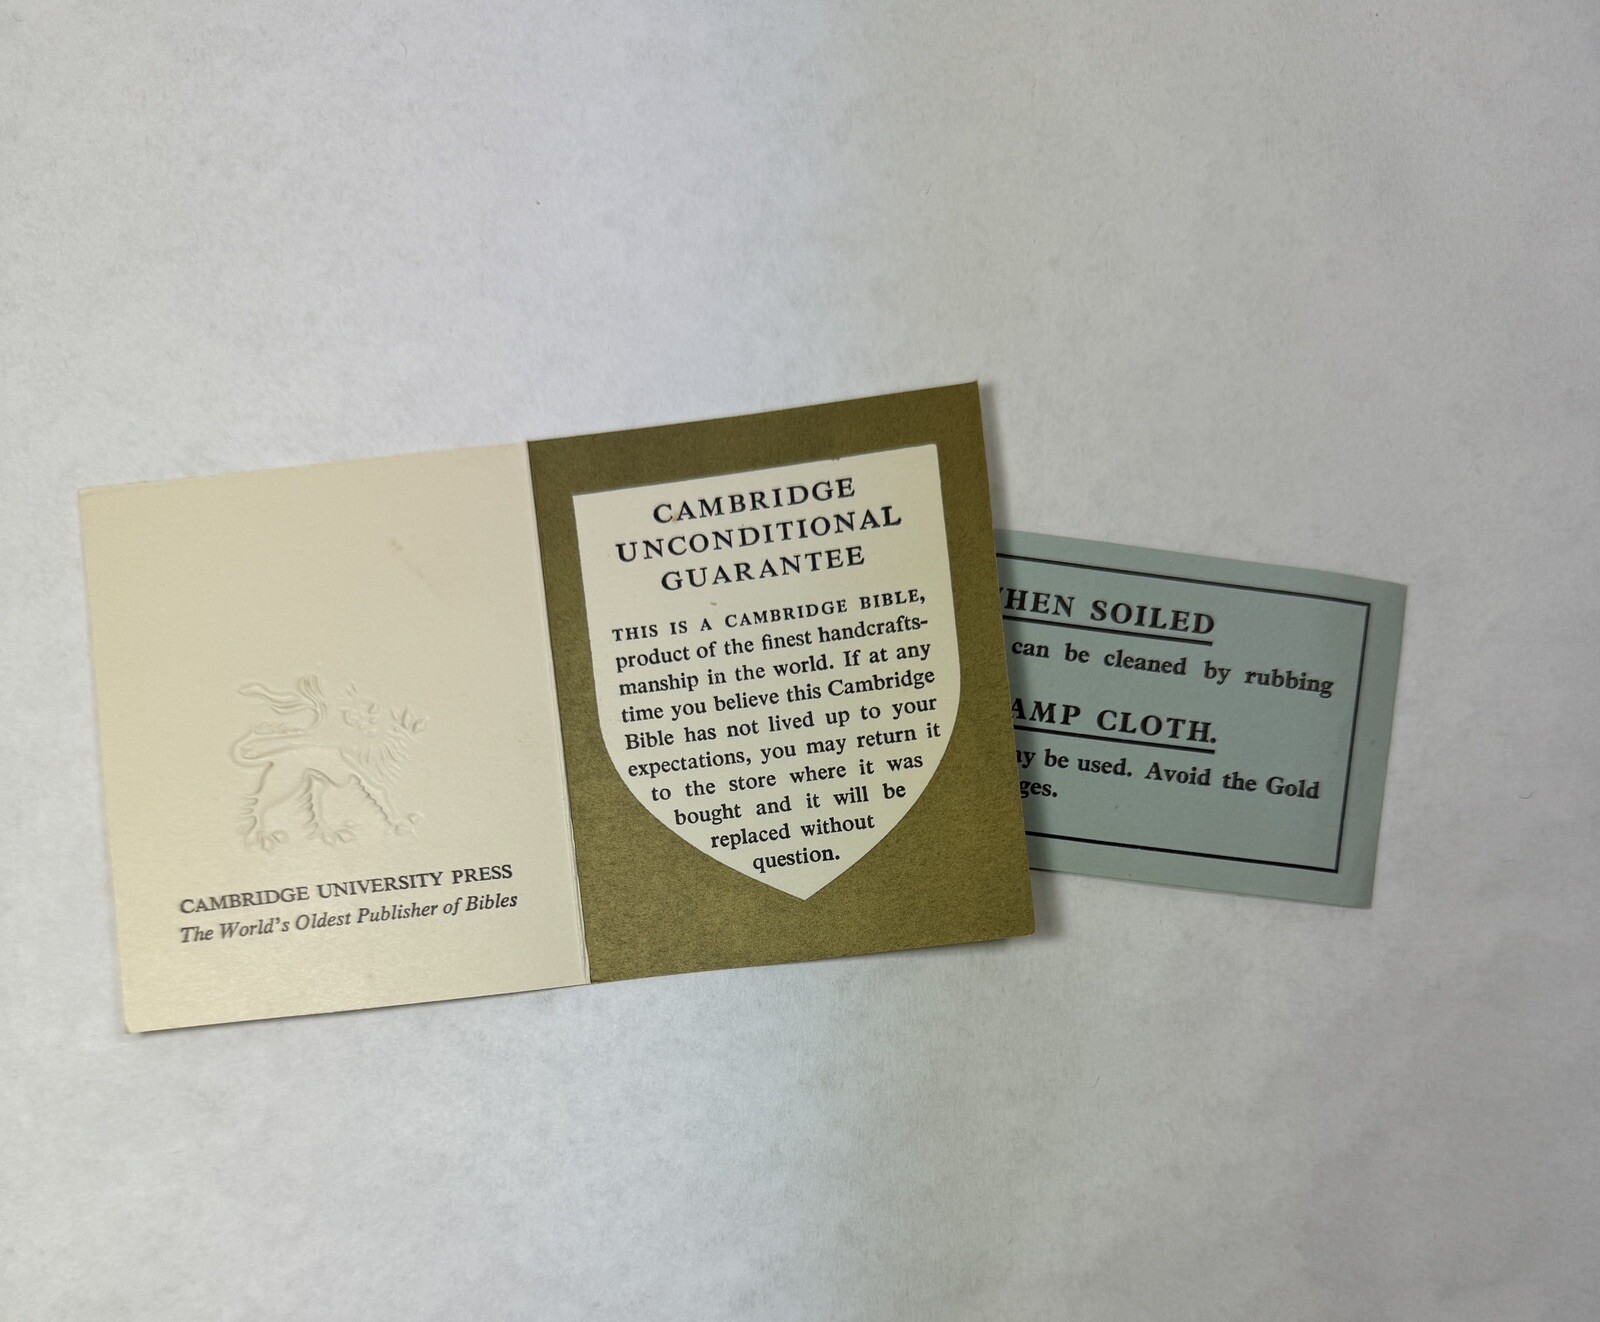 CAMBRIDGE UNIVERSITY PRESS
The World's Oldest Publisher of Bibles
CAMBRIDGE
UNCONDITIONAL
GUARANTEE
THIS IS A CAMBRIDGE BIBLE,
product of the finest handcrafts-
manship in the world. If at any
time you believe this Cambridge
Bible has not lived up to your
expectations, you may return it
to the store where it was
bought and it will be
replaced without
question.
HEN SOILED
can be cleaned by rubbing
AMP CLOTH.
ay be used. Avoid the Gold
ges.